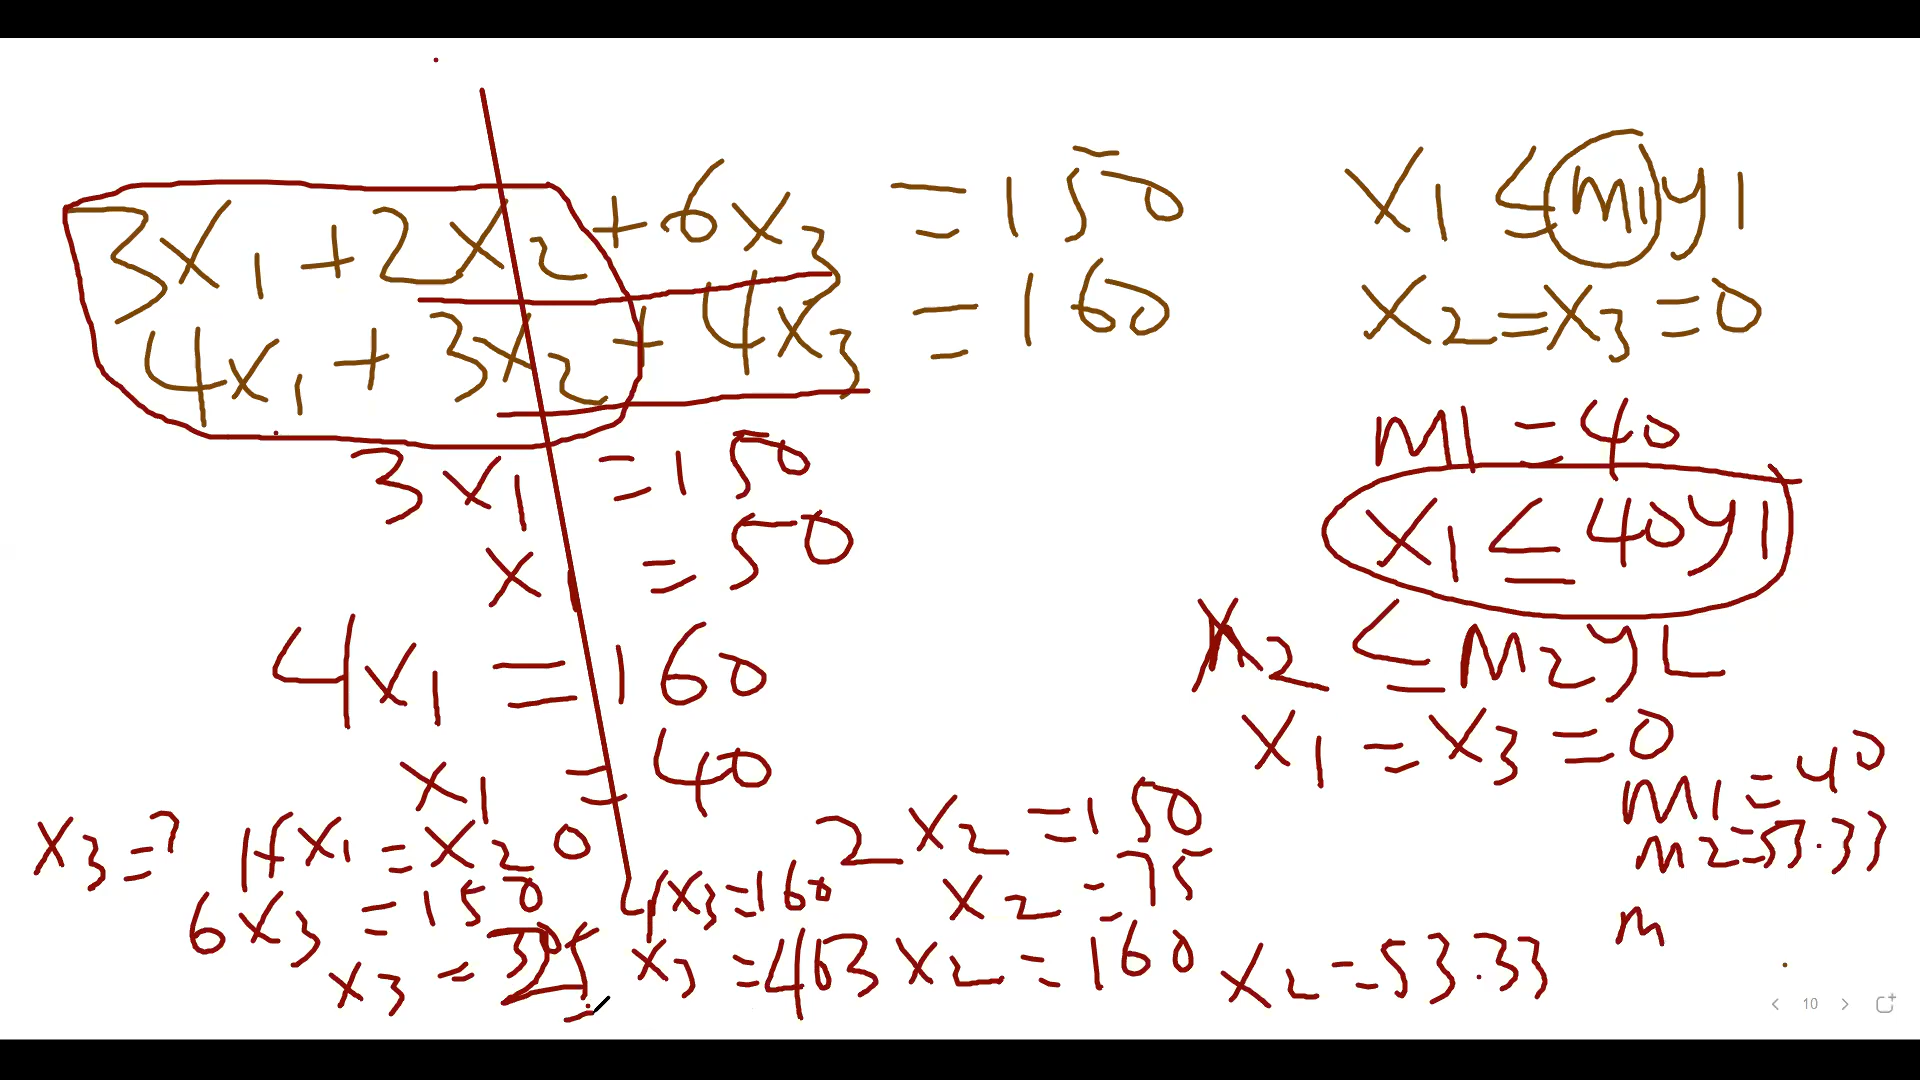 3x1 + 2x2 + 6x3 = 150
4x1 + 3x2 + 4x3 = 160
3x1 = 150
x1 = 50
4x1 = 160
x1 = 40
x3 = ?
x1 = x2 0
6x3 = 150
x3 = 25
4x3 = 160
x3 = 40
2x2 = 150
x2 = 75
3x2 = 160
x2 = 53.33
x1 ≤ M1y1
x2 = x3 = 0
M1 = 40
x1 ≤ 40y1
x2 ≤ M2y2
x1 = x3 = 0
M1 = 40
M2 = 53.33
M
10